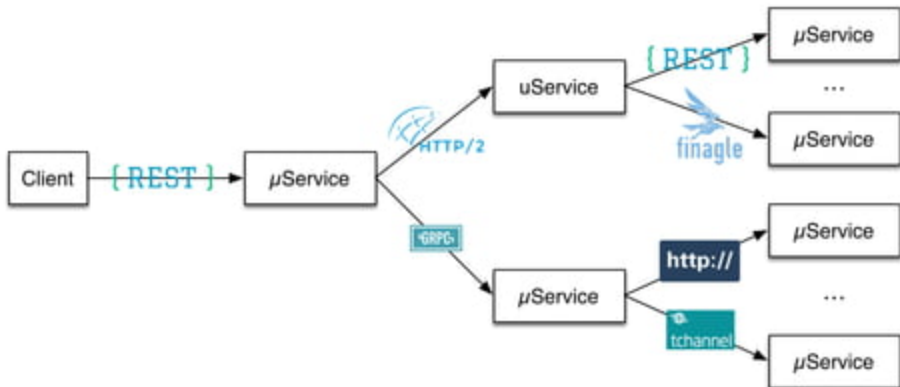 µService
{ REST }
uService
...
HTTP/2
finagle
µService
Client
{ REST }
µService
µService
GRPC
http://
µService
...
tchannel
µService